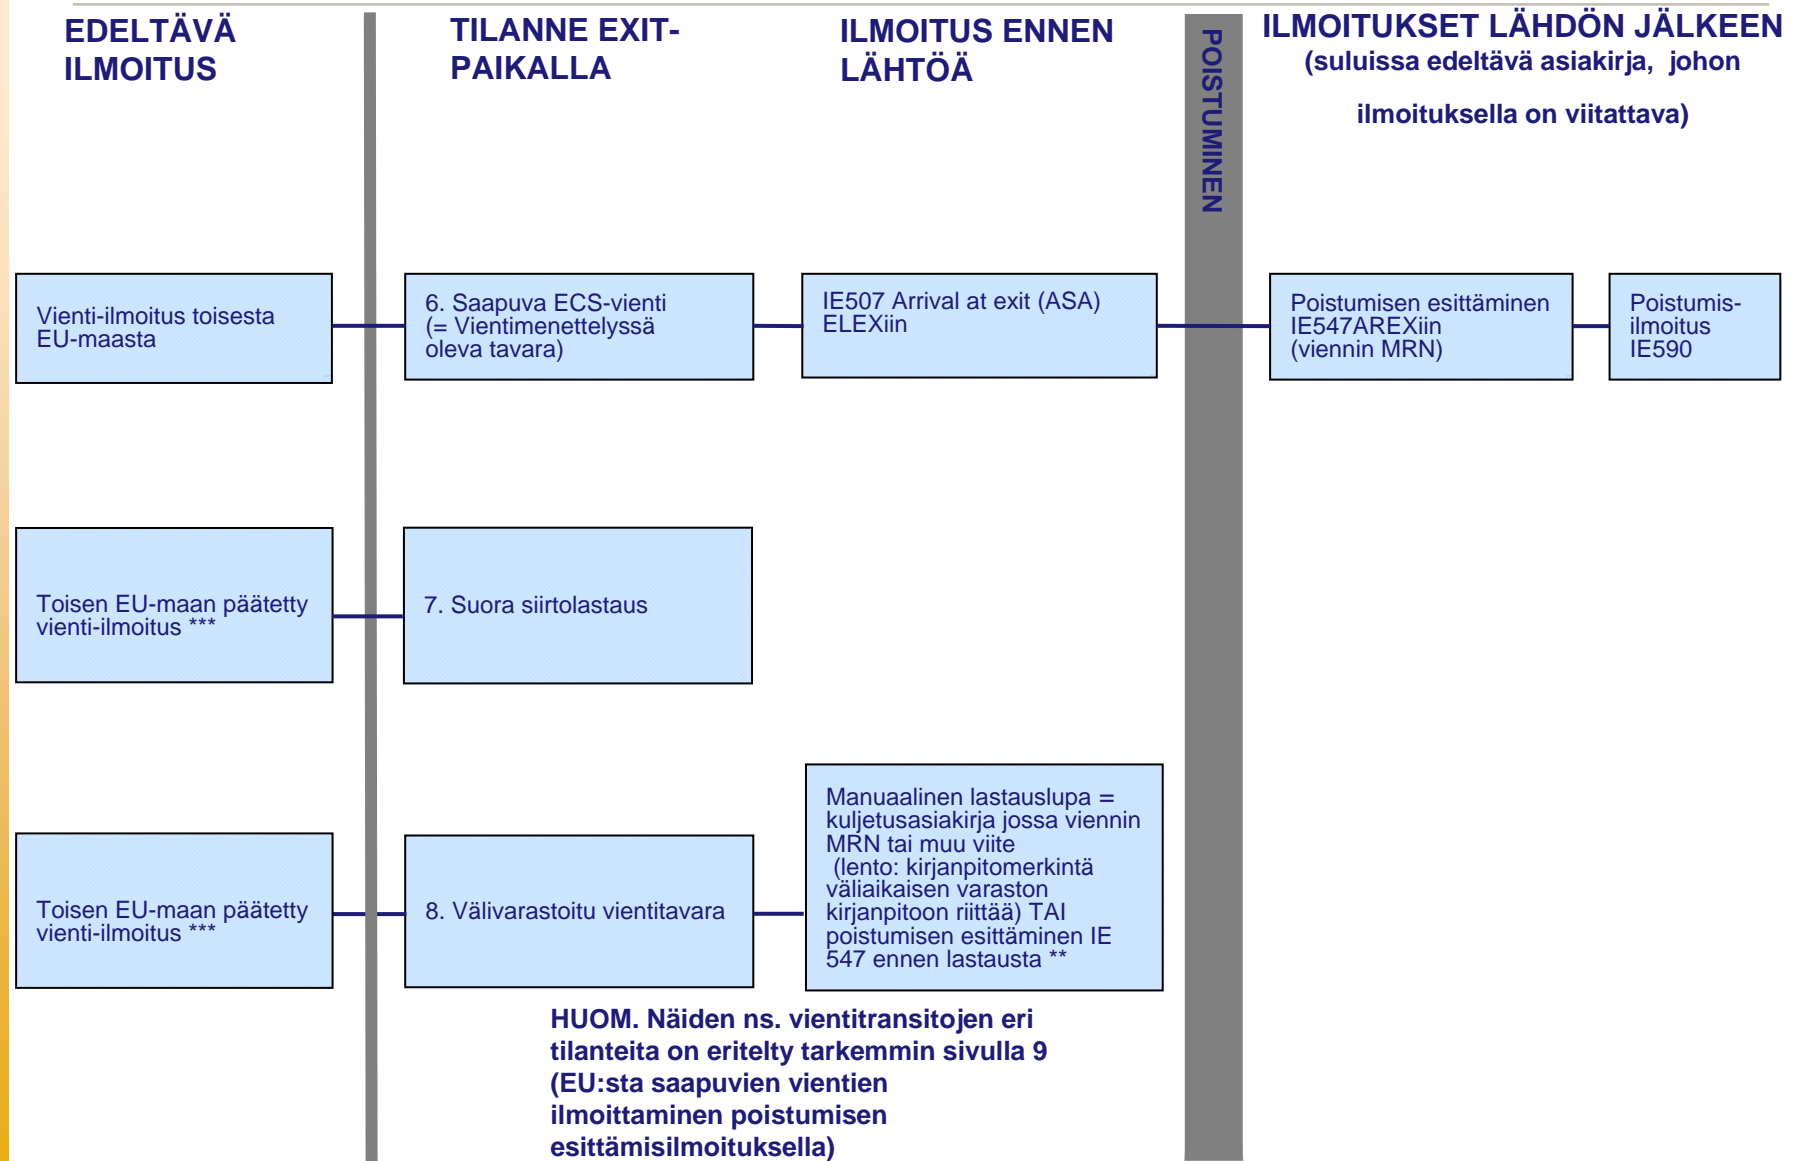 EDELTÄVÄ
ILMOITUS
TILANNE EXIT-
PAIKALLA
ILMOITUS ENNEN
LÄHTÖÄ
POISTUMINEN
ILMOITUKSET LÄHDÖN JÄLKEEN
(suluissa edeltävä asiakirja, johon
ilmoituksella on viitattava)
Vienti-ilmoitus toisesta
EU-maasta
6. Saapuva ECS-vienti
(= Vientimenettelyssä
oleva tavara)
IE507 Arrival at exit (ASA)
ELEXiin
Poistumisen esittäminen
IE547AREXiin
(viennin MRN)
Poistumis-
ilmoitus
IE590
Toisen EU-maan päätetty
vienti-ilmoitus ***
7. Suora siirtolastaus
Toisen EU-maan päätetty
vienti-ilmoitus ***
8. Välivarastoitu vientitavara
Manuaalinen lastauslupa =
kuljetusasiakirja jossa viennin
MRN tai muu viite
(lento: kirjanpitomerkintä
väliaikaisen varaston
kirjanpitoon riittää) TAI
poistumisen esittäminen IE
547 ennen lastausta **
HUOM. Näiden ns. vientitransitojen eri
tilanteita on eritelty tarkemmin sivulla 9
(EU:sta saapuvien vientien
ilmoittaminen poistumisen
esittämisilmoituksella)